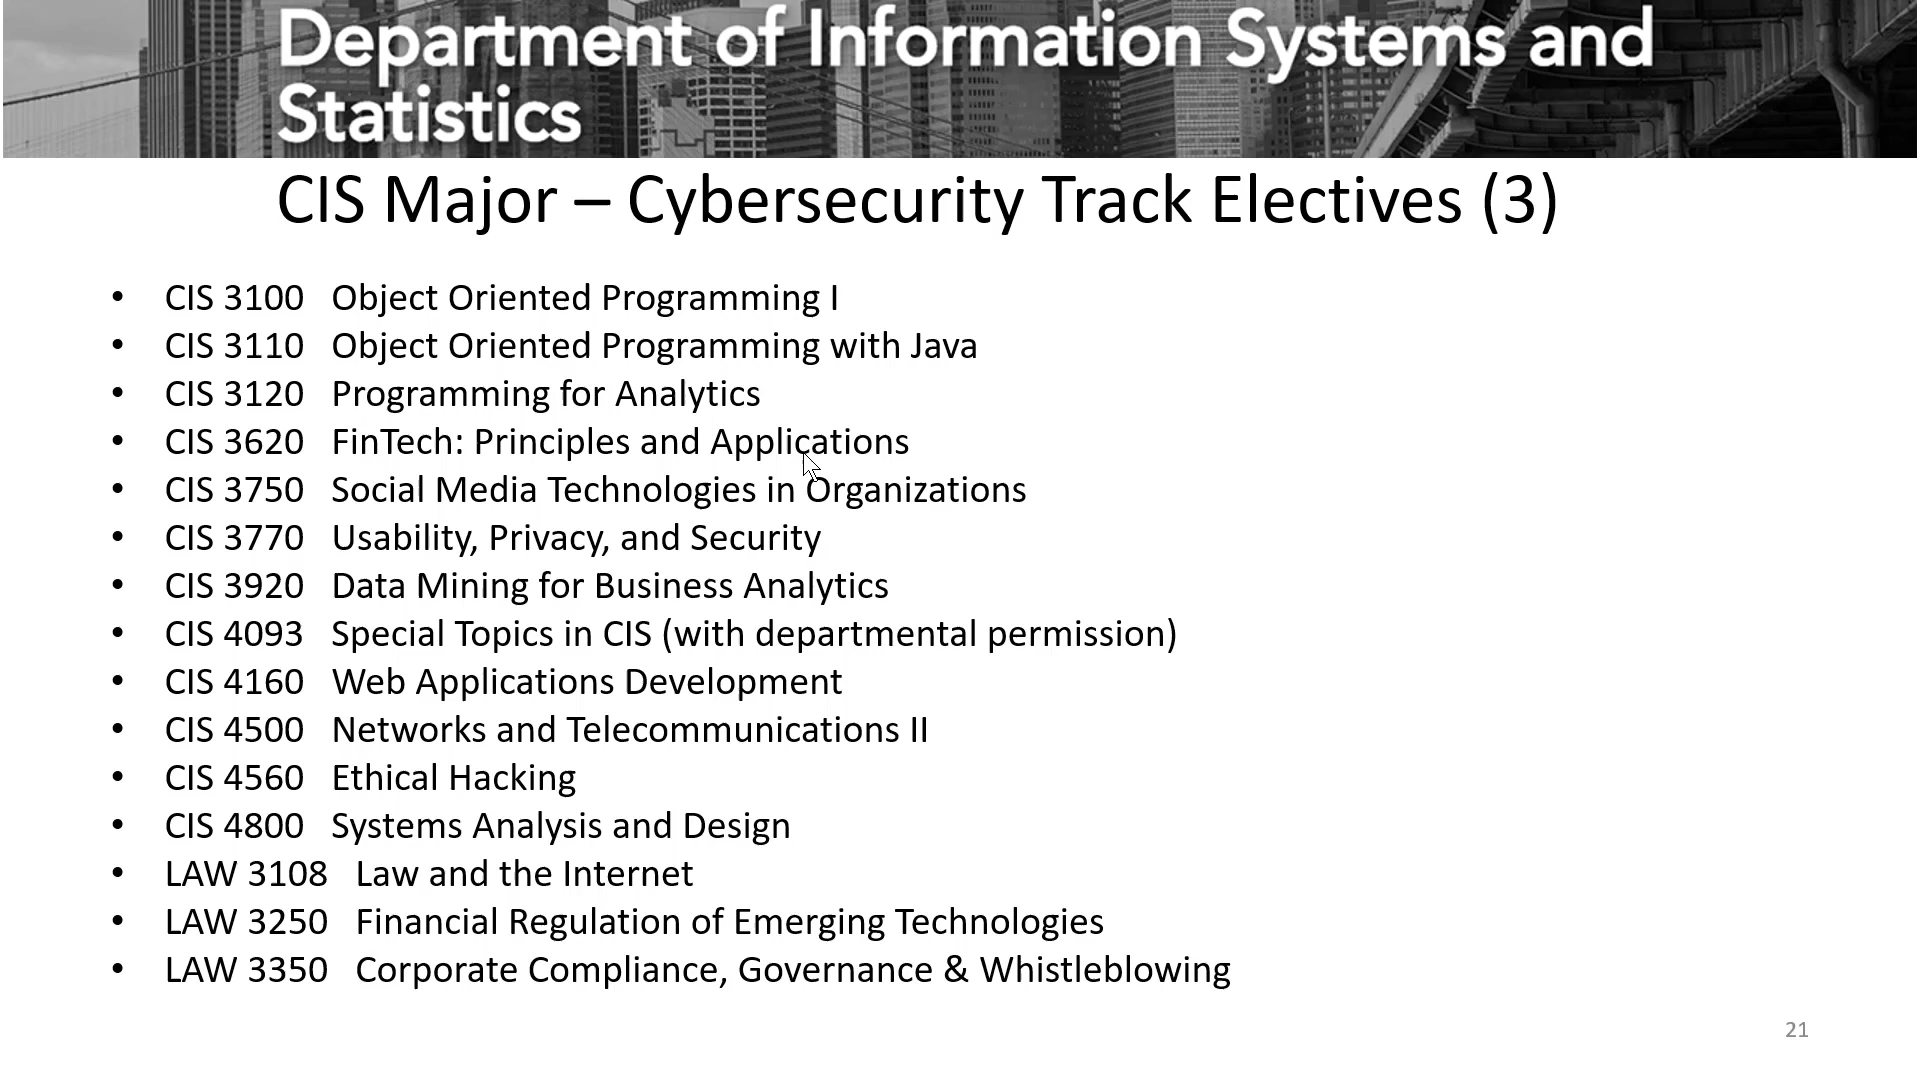 Department of Information Systems and
Statistics
CIS Major – Cybersecurity Track Electives (3)
• CIS 3100 Object Oriented Programming I
• CIS 3110 Object Oriented Programming with Java
• CIS 3120 Programming for Analytics
• CIS 3620 FinTech: Principles and Applications
• CIS 3750 Social Media Technologies in Organizations
• CIS 3770 Usability, Privacy, and Security
• CIS 3920 Data Mining for Business Analytics
• CIS 4093 Special Topics in CIS (with departmental permission)
• CIS 4160 Web Applications Development
• CIS 4500 Networks and Telecommunications II
• CIS 4560 Ethical Hacking
• CIS 4800 Systems Analysis and Design
• LAW 3108 Law and the Internet
• LAW 3250 Financial Regulation of Emerging Technologies
• LAW 3350 Corporate Compliance, Governance & Whistleblowing
21